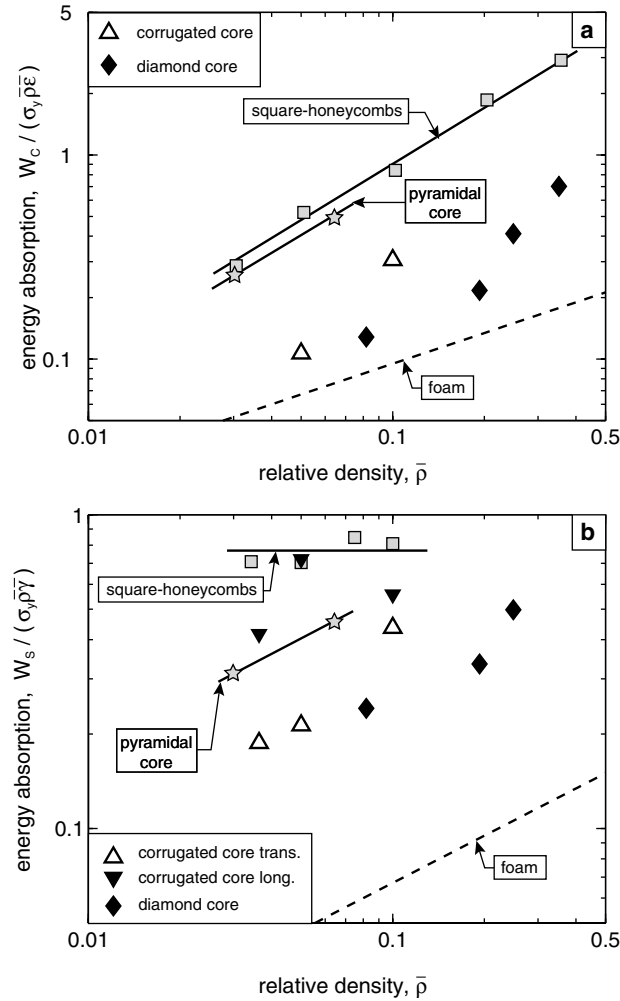 5
corrugated core
diamond core
a
square-honeycombs
1
pyramidal
core
0.1
foam
0.01
0.1
0.5
energy absorption, W_c / (σ_y ρ̄ ε̄)
relative density, ρ̄
1
b
square-honeycombs
pyramidal
core
0.1
corrugated core trans.
corrugated core long.
diamond core
foam
0.01
0.1
0.5
energy absorption, W_s / (σ_y ρ̄ γ̄)
relative density, ρ̄